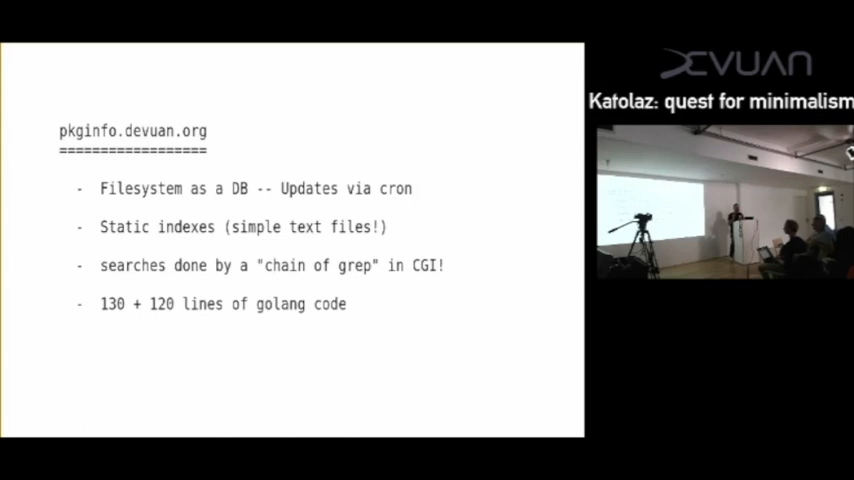 DEVUAN
Katolaz: quest for minimalism
pkginfo.devuan.org
==================
- Filesystem as a DB -- Updates via cron
- Static indexes (simple text files!)
- searches done by a "chain of grep" in CGI!
- 130 + 120 lines of golang code